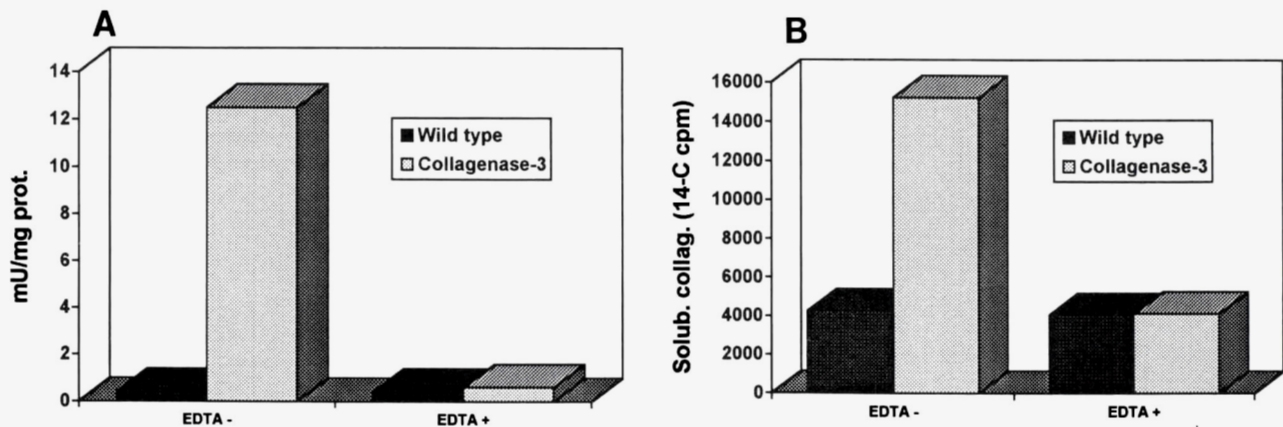 A
mU/mg prot.
14
12
10
8
6
4
2
0
Wild type
Collagenase-3
EDTA -
EDTA +
B
Solub. collag. (14-C cpm)
16000
14000
12000
10000
8000
6000
4000
2000
0
Wild type
Collagenase-3
EDTA -
EDTA +